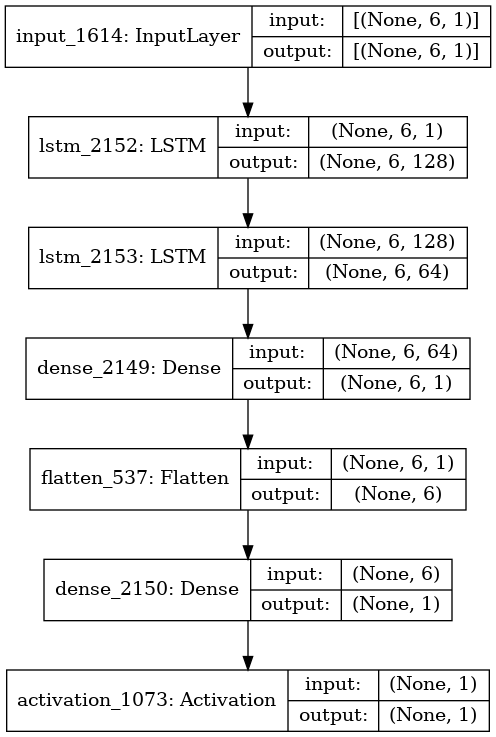 input_1614: InputLayer
input:
[(None, 6, 1)]
output:
[(None, 6, 1)]
lstm_2152: LSTM
input:
(None, 6, 1)
output:
(None, 6, 128)
lstm_2153: LSTM
input:
(None, 6, 128)
output:
(None, 6, 64)
dense_2149: Dense
input:
(None, 6, 64)
output:
(None, 6, 1)
flatten_537: Flatten
input:
(None, 6, 1)
output:
(None, 6)
dense_2150: Dense
input:
(None, 6)
output:
(None, 1)
activation_1073: Activation
input:
(None, 1)
output:
(None, 1)